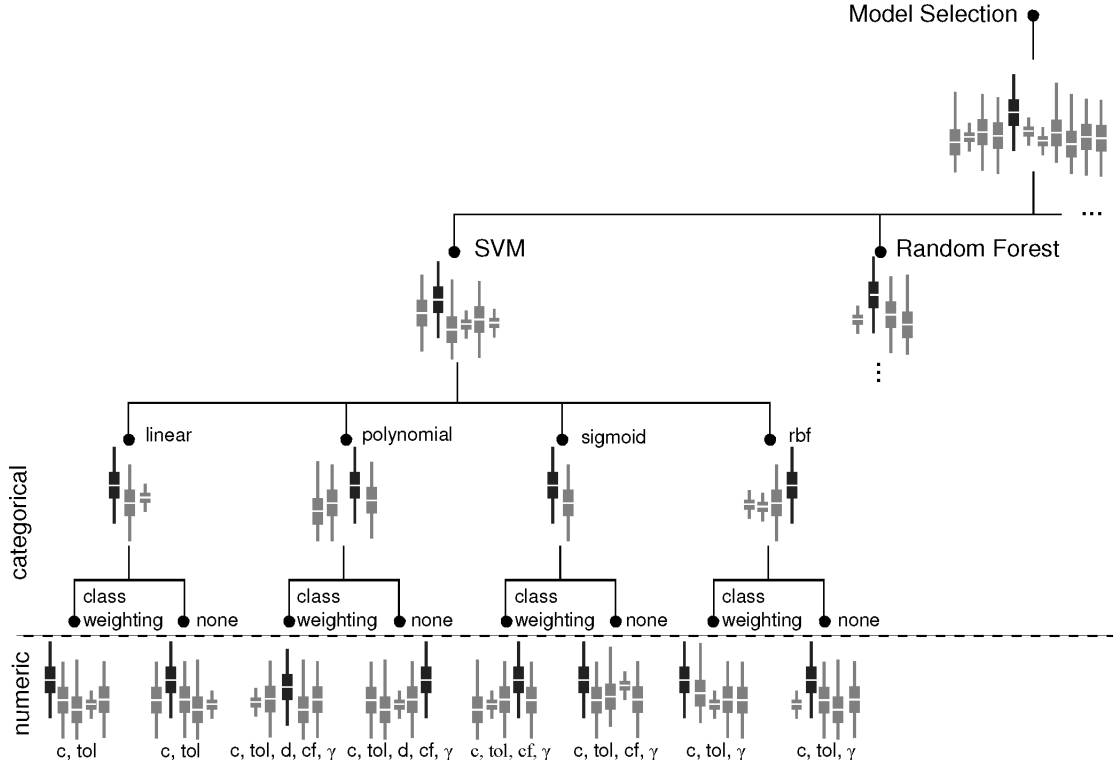 Model Selection
...
SVM
Random Forest
...
linear
polynomial
sigmoid
rbf
categorical
class
weighting
none
class
weighting
none
class
weighting
none
class
weighting
none
numeric
c, tol
c, tol
c, tol, d, cf, γ
c, tol, d, cf, γ
c, tol, cf, γ
c, tol, cf, γ
c, tol, γ
c, tol, γ